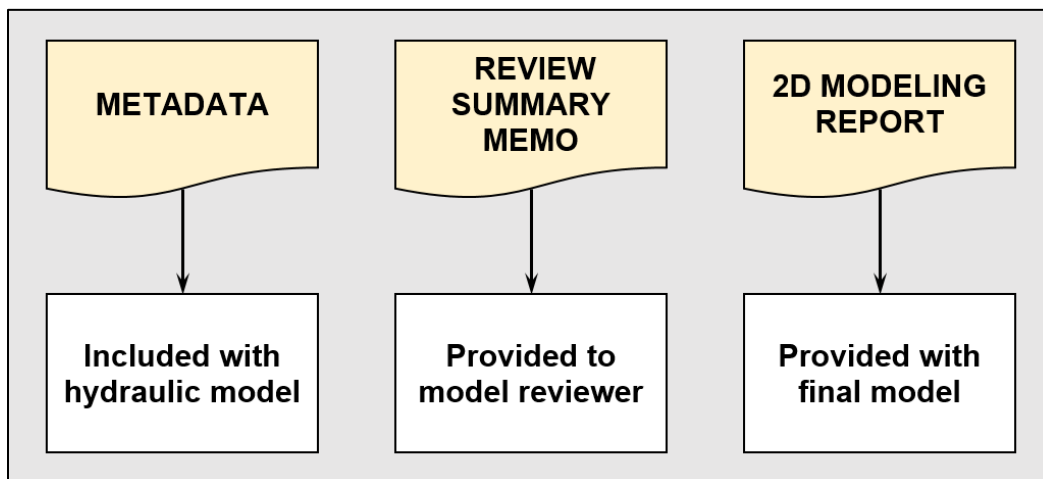 METADATA
REVIEW
SUMMARY
MEMO
2D MODELING
REPORT
Included with
hydraulic model
Provided to
model reviewer
Provided with
final model